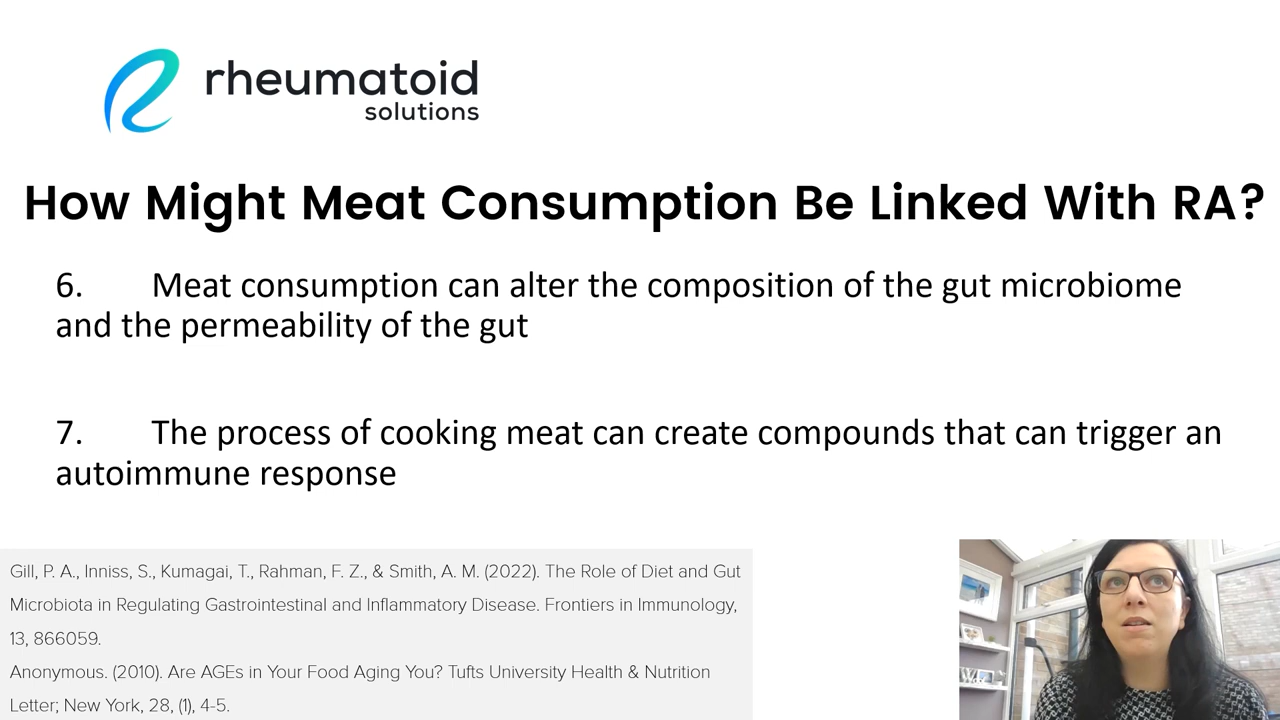 rheumatoid
solutions
How Might Meat Consumption Be Linked With RA?
6. Meat consumption can alter the composition of the gut microbiome
and the permeability of the gut
7. The process of cooking meat can create compounds that can trigger an
autoimmune response
Gill, P. A., Inniss, S., Kumagai, T., Rahman, F. Z., & Smith, A. M. (2022). The Role of Diet and Gut
Microbiota in Regulating Gastrointestinal and Inflammatory Disease. Frontiers in Immunology,
13, 866059.
Anonymous. (2010). Are AGEs in Your Food Aging You? Tufts University Health & Nutrition
Letter; New York, 28, (1), 4-5.